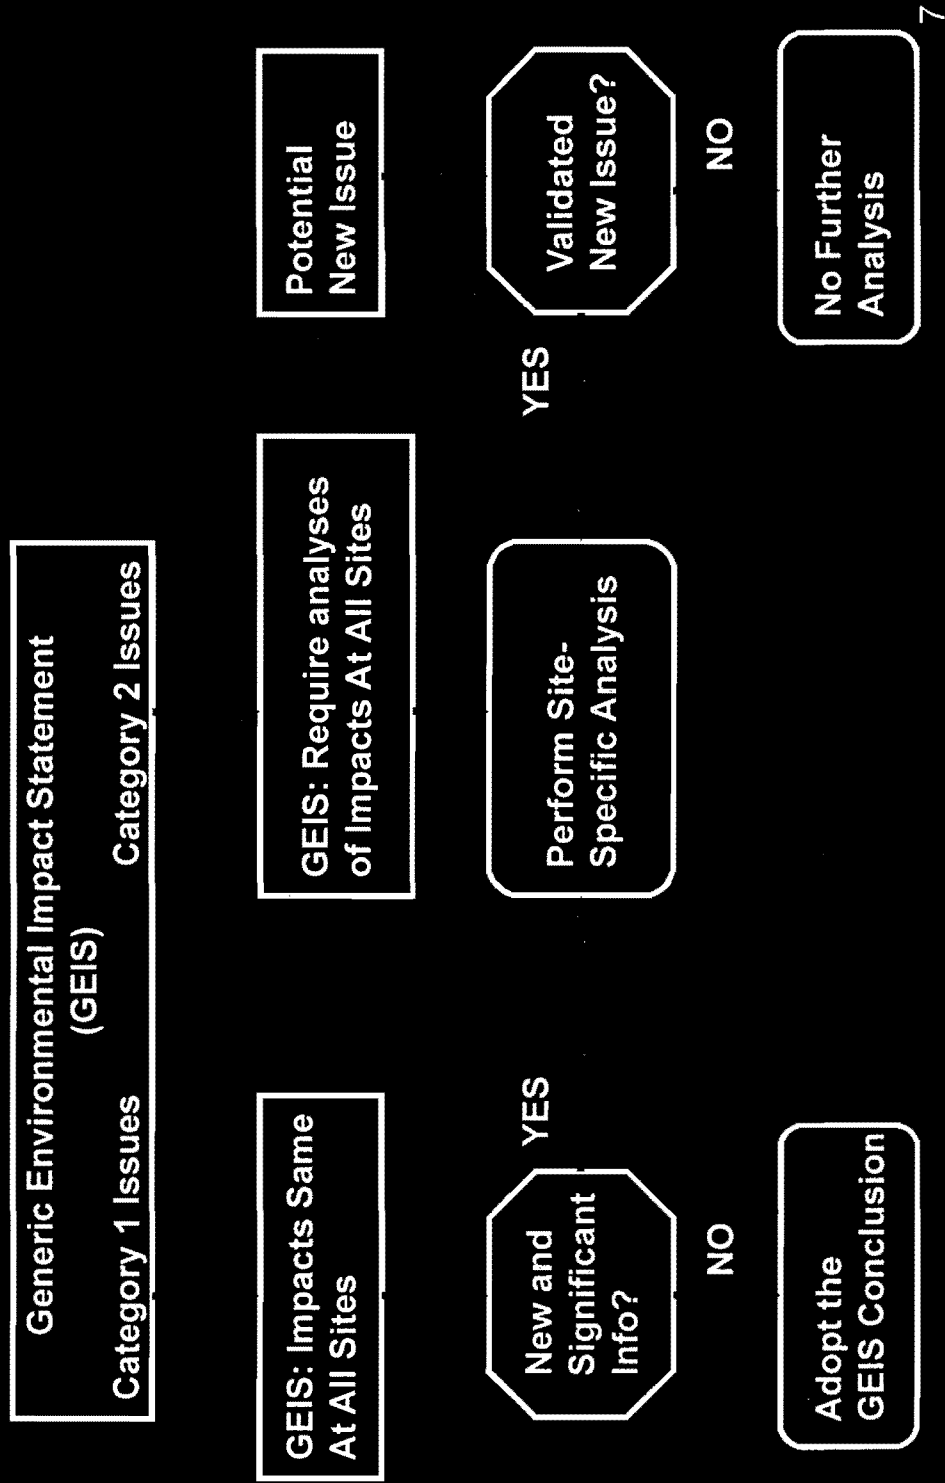 Generic Environmental Impact Statement
(GEIS)
Category 1 Issues
Category 2 Issues
GEIS: Impacts Same
At All Sites
GEIS: Require analyses
of Impacts At All Sites
Potential
New Issue
New and
Significant
Info?
YES
Perform Site-
Specific Analysis
YES
Validated
New Issue?
NO
NO
Adopt the
GEIS Conclusion
No Further
Analysis
7